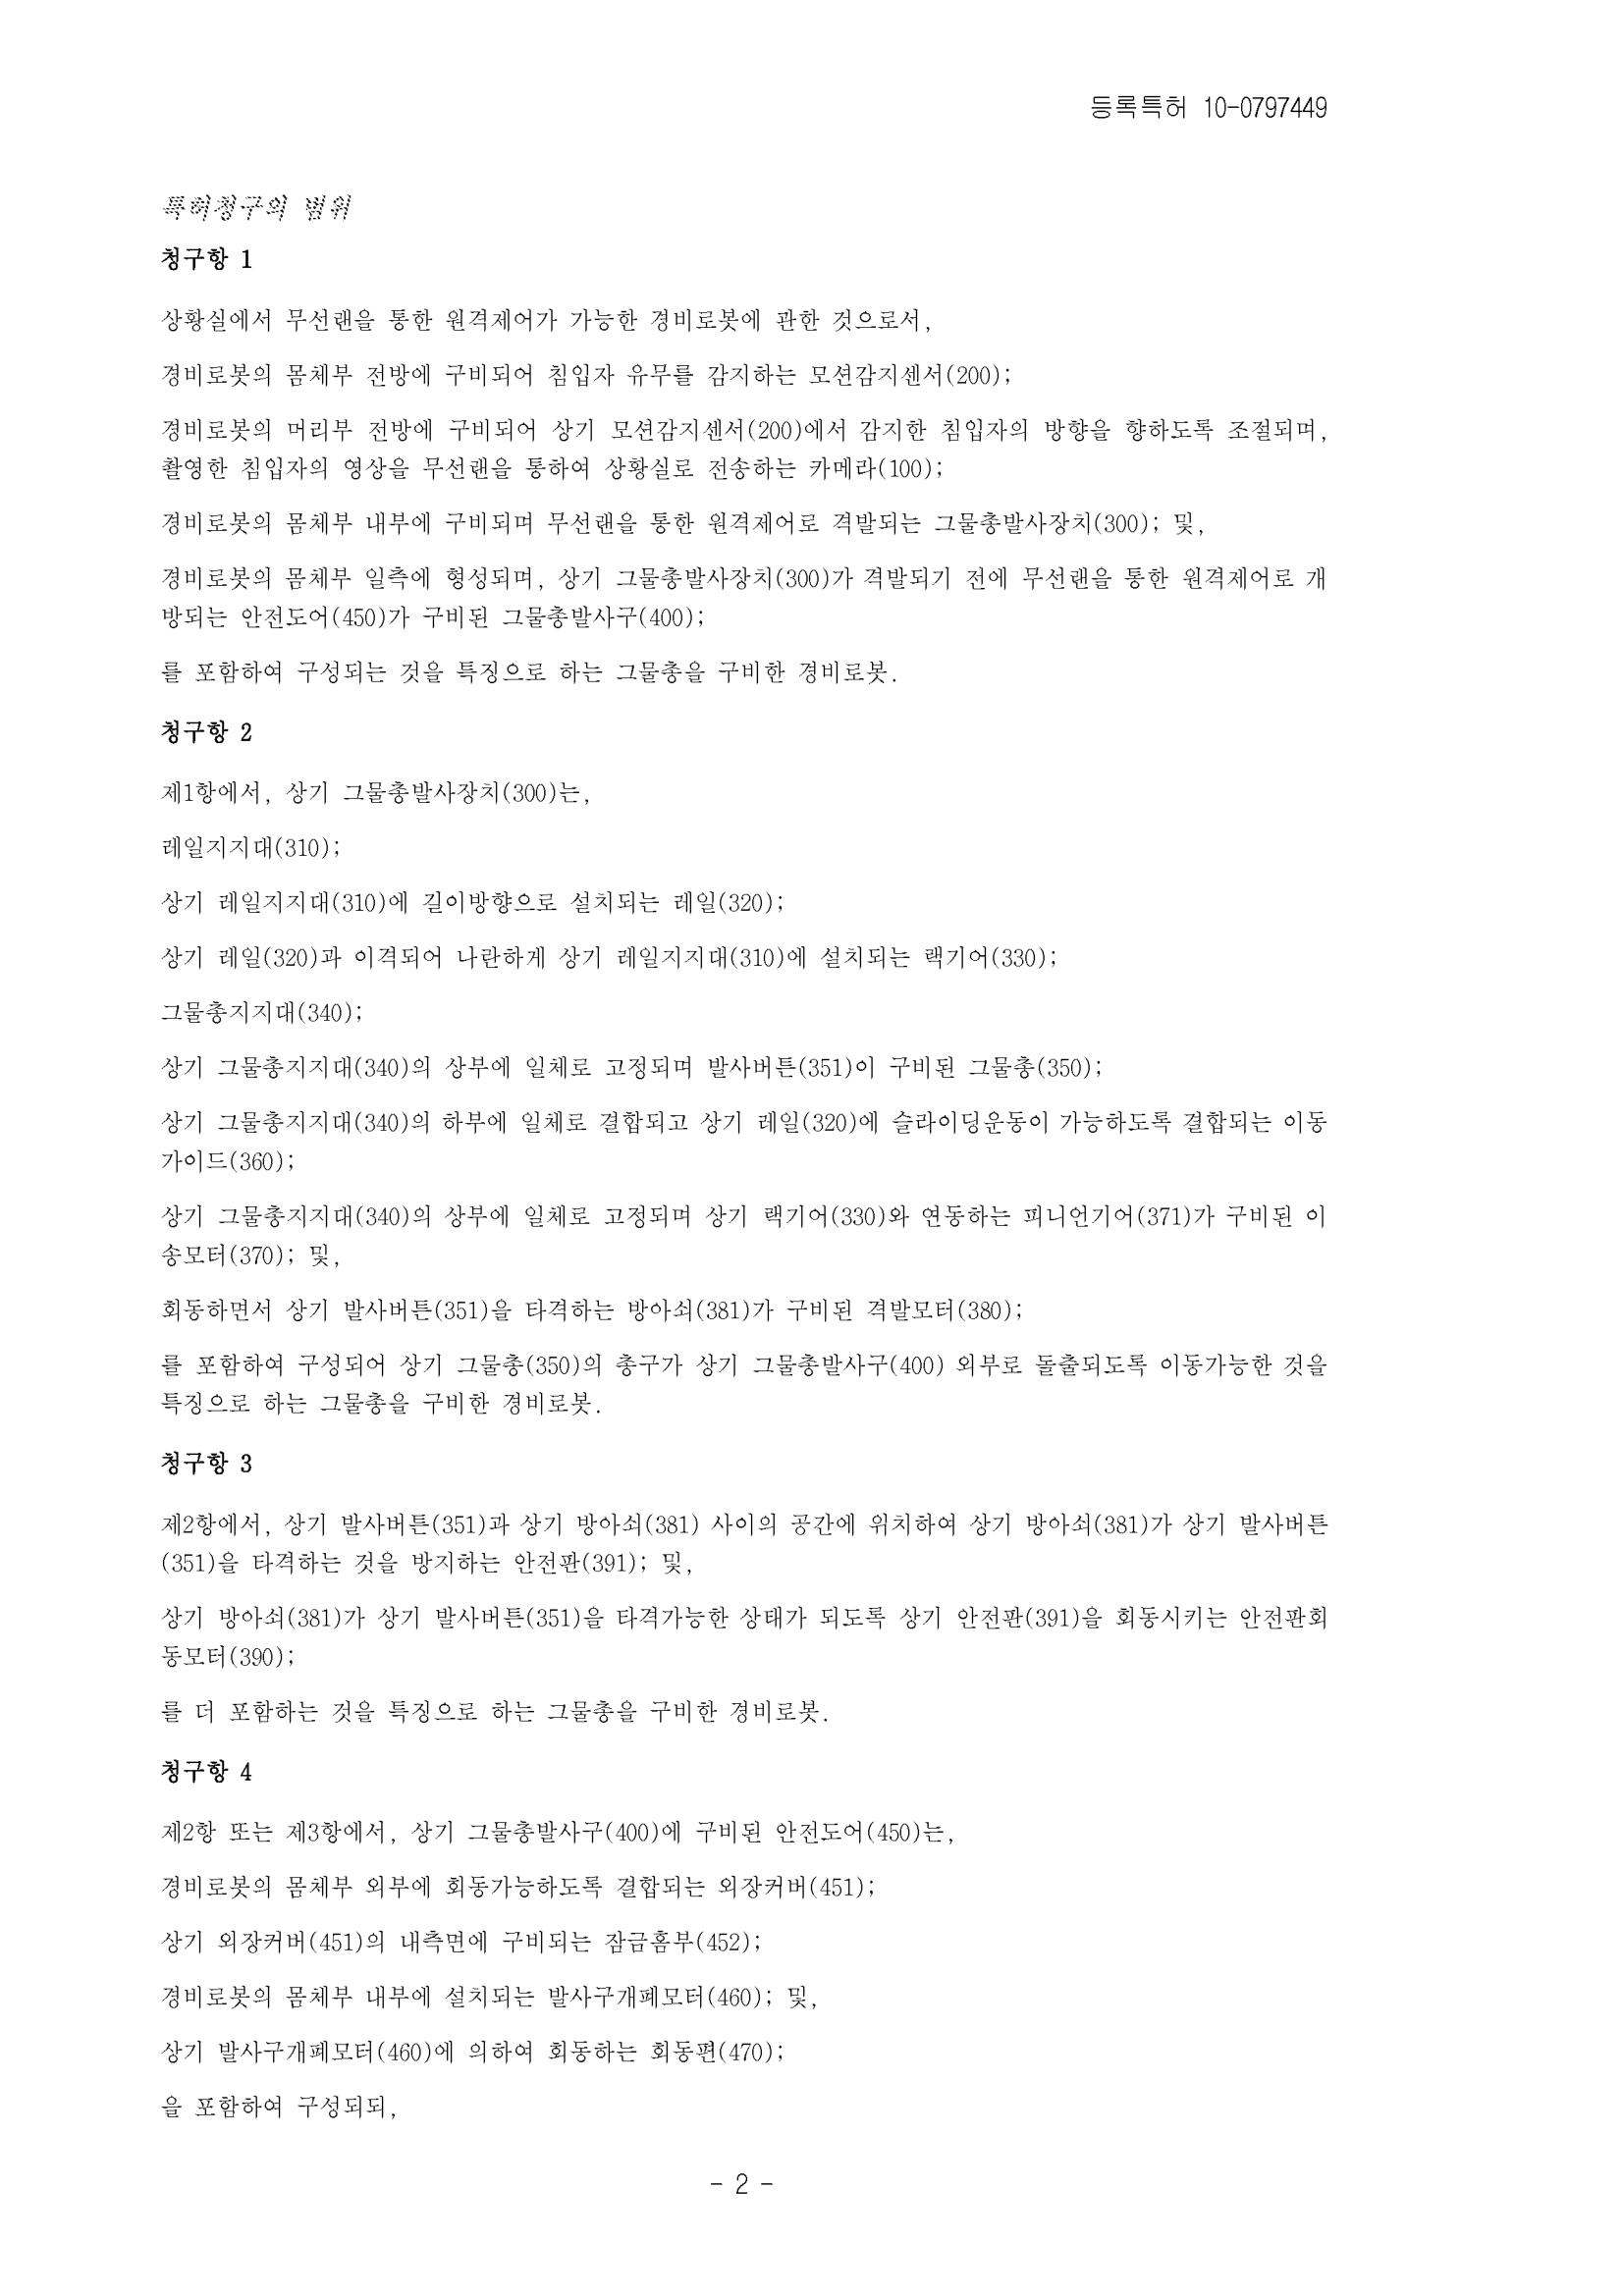 등록특허 10-0797449
특허청구의 범위
청구항 1
상황실에서 무선랜을 통한 원격제어가 가능한 경비로봇에 관한 것으로서,
경비로봇의 몸체부 전방에 구비되어 침입자 유무를 감지하는 모션감지센서(200);
경비로봇의 머리부 전방에 구비되어 상기 모션감지센서(200)에서 감지한 침입자의 방향을 향하도록 조절되며,
촬영한 침입자의 영상을 무선랜을 통하여 상황실로 전송하는 카메라(100);
경비로봇의 몸체부 내부에 구비되며 무선랜을 통한 원격제어로 격발되는 그물총발사장치(300); 및,
경비로봇의 몸체부 일측에 형성되며, 상기 그물총발사장치(300)가 격발되기 전에 무선랜을 통한 원격제어로 개
방되는 안전도어(450)가 구비된 그물총발사구(400);
를 포함하여 구성되는 것을 특징으로 하는 그물총을 구비한 경비로봇.
청구항 2
제1항에서, 상기 그물총발사장치(300)는,
레일지지대(310);
상기 레일지지대(310)에 길이방향으로 설치되는 레일(320);
상기 레일(320)과 이격되어 나란하게 상기 레일지지대(310)에 설치되는 랙기어(330);
그물총지지대(340);
상기 그물총지지대(340)의 상부에 일체로 고정되며 발사버튼(351)이 구비된 그물총(350);
상기 그물총지지대(340)의 하부에 일체로 결합되고 상기 레일(320)에 슬라이딩운동이 가능하도록 결합되는 이동
가이드(360);
상기 그물총지지대(340)의 상부에 일체로 고정되며 상기 랙기어(330)와 연동하는 피니언기어(371)가 구비된 이
송모터(370); 및,
회동하면서 상기 발사버튼(351)을 타격하는 방아쇠(381)가 구비된 격발모터(380);
를 포함하여 구성되어 상기 그물총(350)의 총구가 상기 그물총발사구(400) 외부로 돌출되도록 이동가능한 것을
특징으로 하는 그물총을 구비한 경비로봇.
청구항 3
제2항에서, 상기 발사버튼(351)과 상기 방아쇠(381) 사이의 공간에 위치하여 상기 방아쇠(381)가 상기 발사버튼
(351)을 타격하는 것을 방지하는 안전판(391); 및,
상기 방아쇠(381)가 상기 발사버튼(351)을 타격가능한 상태가 되도록 상기 안전판(391)을 회동시키는 안전판회
동모터(390);
를 더 포함하는 것을 특징으로 하는 그물총을 구비한 경비로봇.
청구항 4
제2항 또는 제3항에서, 상기 그물총발사구(400)에 구비된 안전도어(450)는,
경비로봇의 몸체부 외부에 회동가능하도록 결합되는 외장커버(451);
상기 외장커버(451)의 내측면에 구비되는 잠금홈부(452);
경비로봇의 몸체부 내부에 설치되는 발사구개폐모터(460); 및,
상기 발사구개폐모터(460)에 의하여 회동하는 회동편(470);
을 포함하여 구성되되,
- 2 -